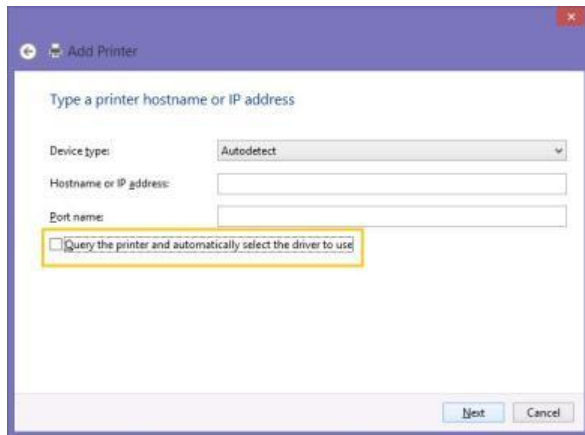 Add Printer
Type a printer hostname or IP address
Device type: Autodetect
Hostname or IP address:
Port name:
Query the printer and automatically select the driver to use
Next Cancel